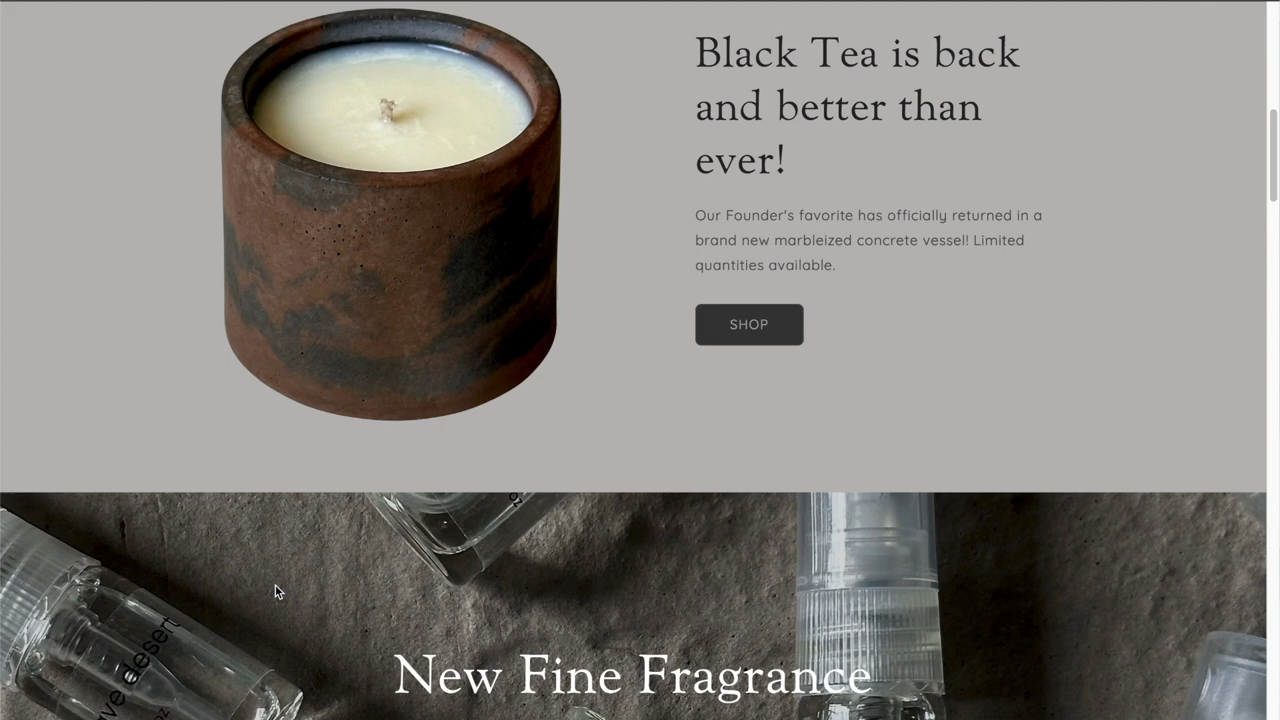 Black Tea is back
and better than
ever!
Our Founder's favorite has officially returned in a
brand new marbleized concrete vessel! Limited
quantities available.
SHOP
desert
New Fine Fragrance